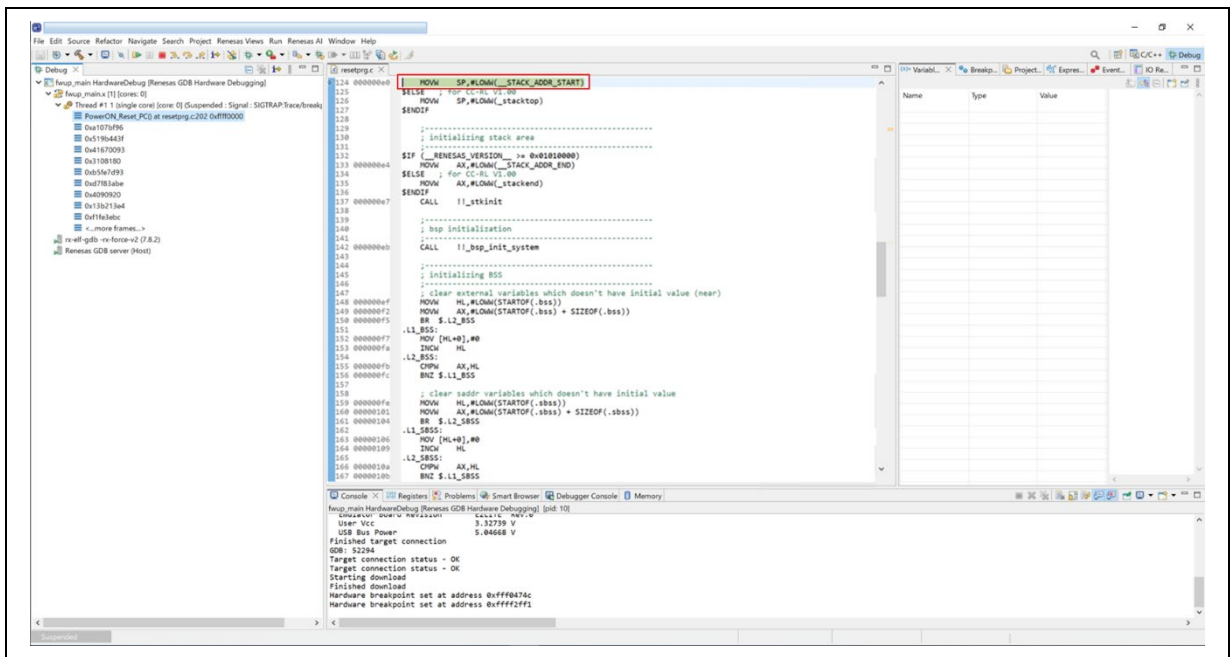 File Edit Source Refactor Navigate Search Project Renesas Views Run Renesas AI Window Help
C/C++ Debug
Debug
fwup_main HardwareDebug [Renesas GDB Hardware Debugging]
fwup_main.x [1] [cores: 0]
Thread #1 1 (single core) [core: 0] (Suspended : Signal : SIGTRAP:Trace/breakp
PowerON_Reset_PC() at resetprg.c:202 0xffff0000
0xa107bf96
0x519b443f
0x41670093
0x3108180
0xb5fe7d93
0xd7f83abe
0x4090920
0x13b213e4
0xf1fe3ebc
<...more frames...>
rx-elf-gdb -rx-force-v2 (7.8.2)
Renesas GDB server (Host)
resetprg.c
124 000000e0 MOVW SP,#LOWW(__STACK_ADDR_START)
125 $ELSE ; for CC-RL V1.00
126 MOVW SP,#LOWW(_stacktop)
127 $ENDIF
128
129 ;--------------------------------------------------
130 ; initializing stack area
131 ;--------------------------------------------------
132 $IF (__RENESAS_VERSION__ >= 0x01010000)
133 000000e4 MOVW AX,#LOWW(__STACK_ADDR_END)
134 $ELSE ; for CC-RL V1.00
135 MOVW AX,#LOWW(_stackend)
136 $ENDIF
137 000000e7 CALL !!_stkinit
138
139 ;--------------------------------------------------
140 ; bsp initialization
141 ;--------------------------------------------------
142 000000eb CALL !!_bsp_init_system
143
144 ;--------------------------------------------------
145 ; initializing BSS
146 ;--------------------------------------------------
147 ; clear external variables which doesn't have initial value (near)
148 000000ef MOVW HL,#LOWW(STARTOF(.bss))
149 000000f2 MOVW AX,#LOWW(STARTOF(.bss) + SIZEOF(.bss))
150 000000f5 BR $.L2_BSS
151 .L1_BSS:
152 000000f7 MOV [HL+0],#0
153 000000fa INCW HL
154 .L2_BSS:
155 000000fb CMPW AX,HL
156 000000fc BNZ $.L1_BSS
157
158 ; clear saddr variables which doesn't have initial value
159 000000fe MOVW HL,#LOWW(STARTOF(.sbss))
160 00000101 MOVW AX,#LOWW(STARTOF(.sbss) + SIZEOF(.sbss))
161 00000104 BR $.L2_SBSS
162 .L1_SBSS:
163 00000106 MOV [HL+0],#0
164 00000109 INCW HL
165 .L2_SBSS:
166 0000010a CMPW AX,HL
167 0000010b BNZ $.L1_SBSS
Variabl... Breakp... Project... Expres... Event... IO Re...
Name Type Value
Console Registers Problems Smart Browser Debugger Console Memory
fwup_main HardwareDebug [Renesas GDB Hardware Debugging] [pid: 10]
Emulator Board Revision E2LITE Rev.0
User Vcc 3.32739 V
USB Bus Power 5.04668 V
Finished target connection
GDB: 52294
Target connection status - OK
Target connection status - OK
Starting download
Finished download
Hardware breakpoint set at address 0xfff0474c
Hardware breakpoint set at address 0xffff2ff1
Suspended